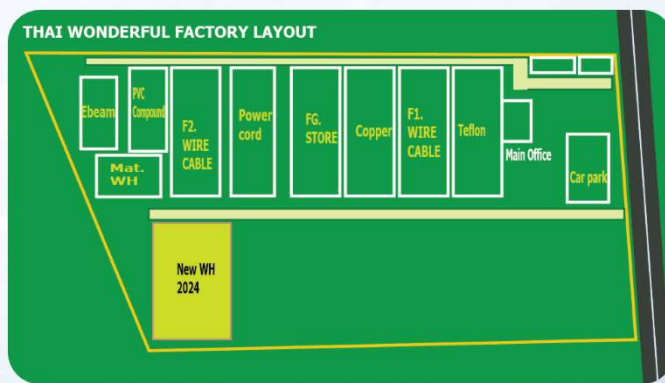 THAI WONDERFUL FACTORY LAYOUT
Ebeam
PVC
Compound
F2.
WIRE
CABLE
Power
cord
FG.
STORE
Copper
F1.
WIRE
CABLE
Teflon
Main Office
Car park
Mat.
WH
New WH
2024